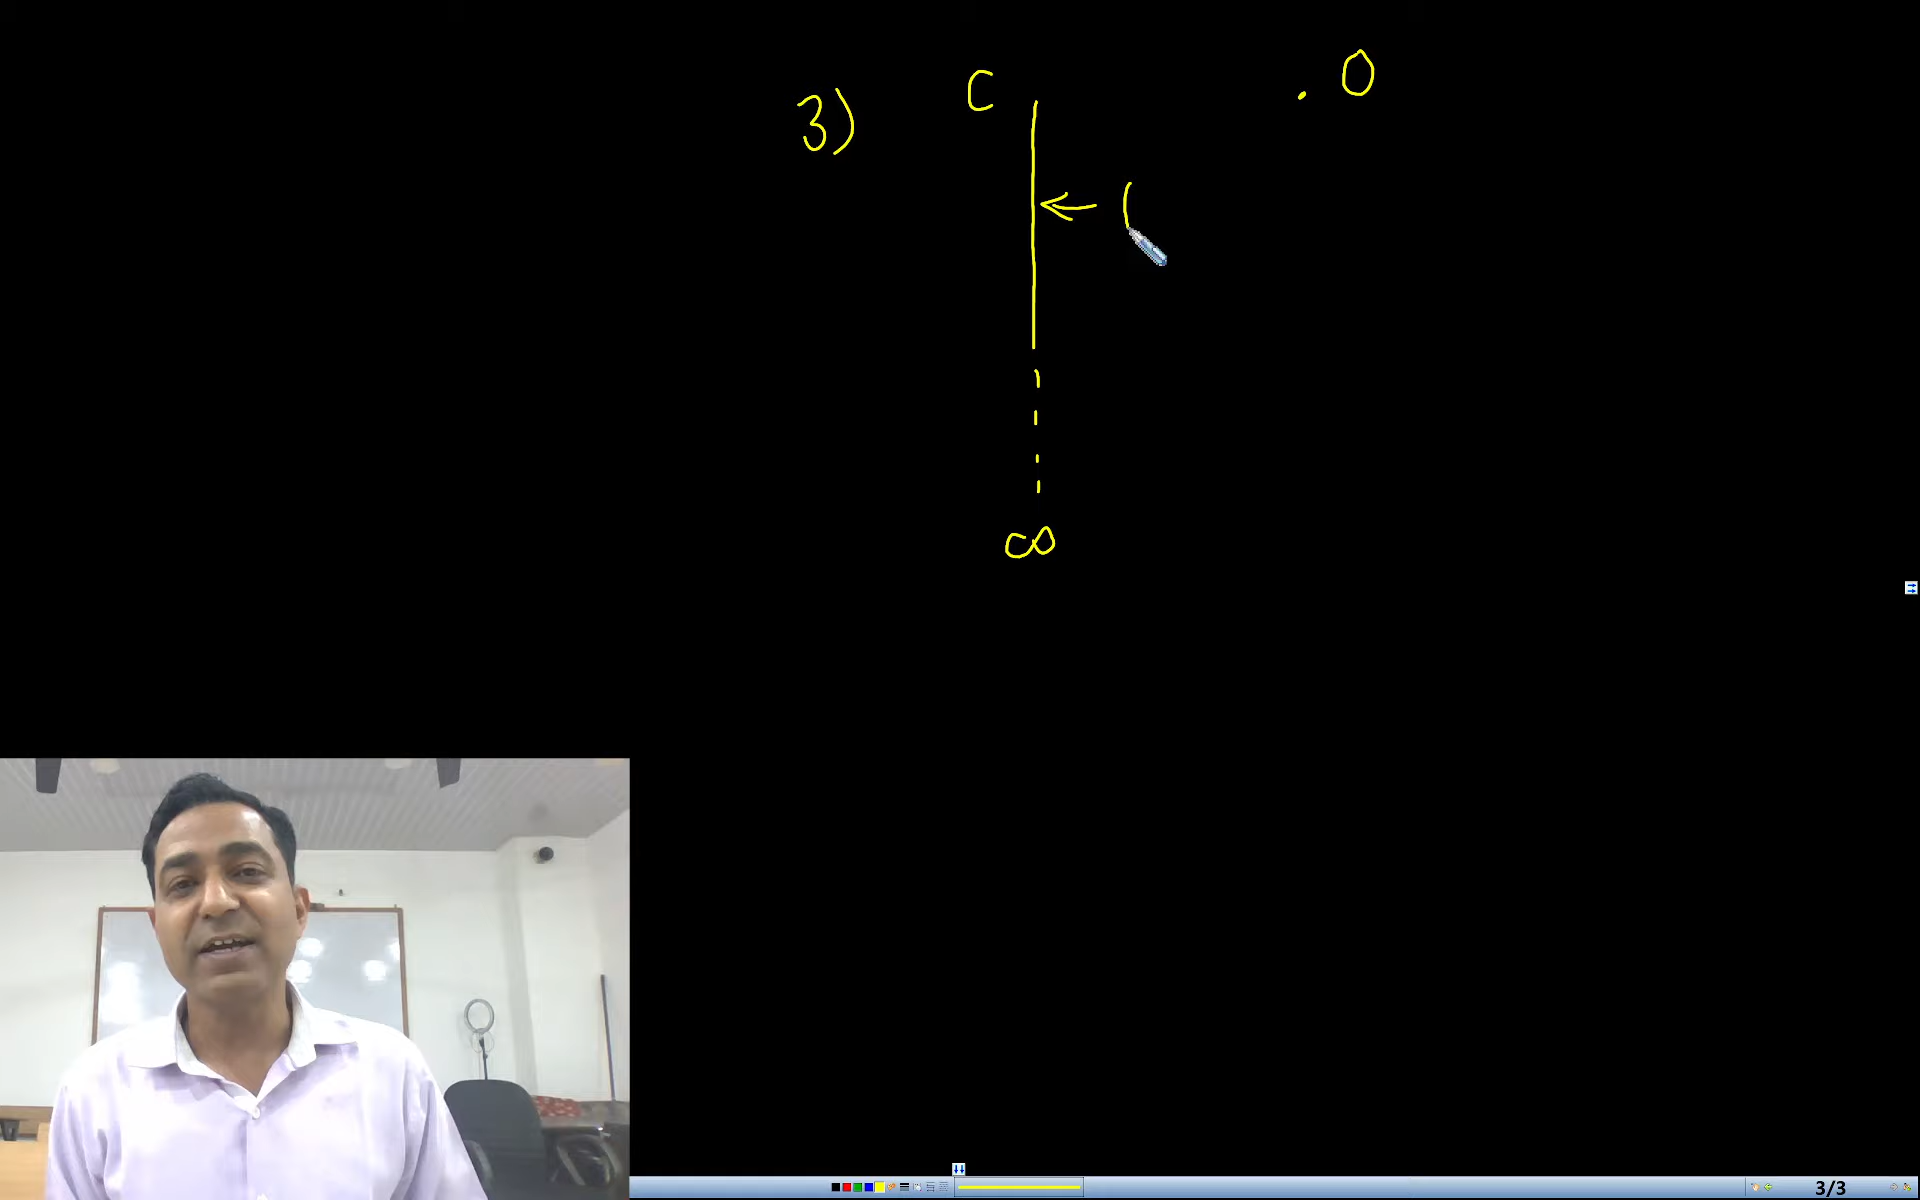 3) C . O
← (
∞
3/3